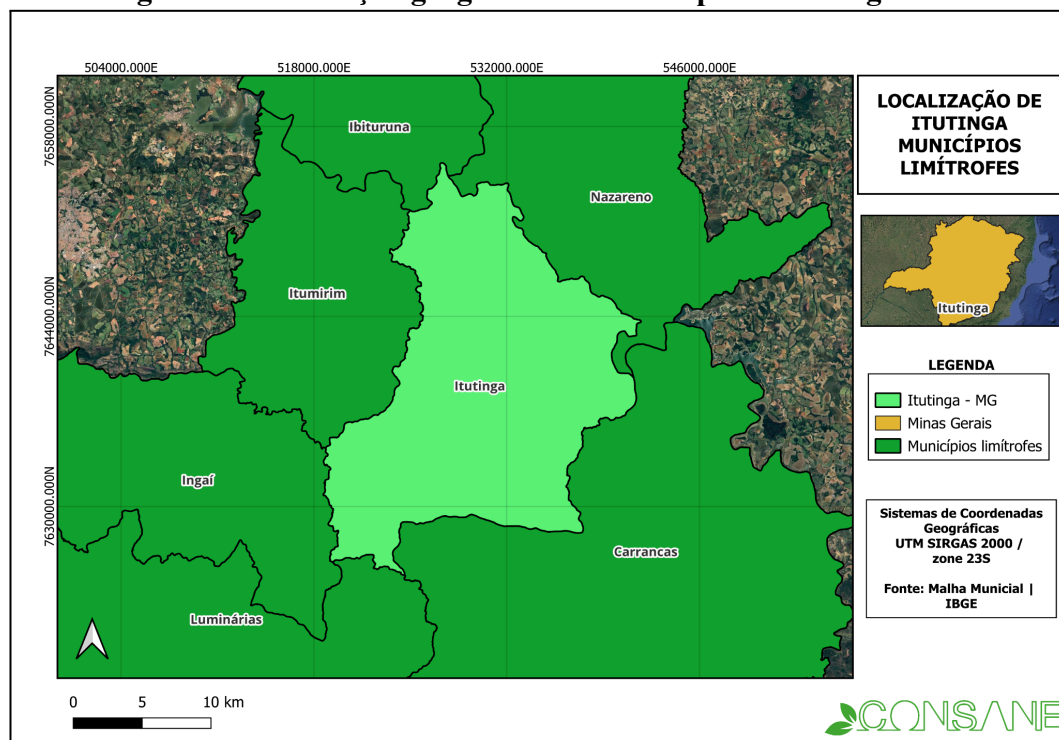 504000.000E 518000.000E 532000.000E 546000.000E
7658000.000N
7644000.000N
7630000.000N
Ibituruna
Nazareno
Itumirim
Itutinga
Ingaí
Carrancas
Luminárias
0 5 10 km
LOCALIZAÇÃO DE
ITUTINGA
MUNICÍPIOS
LIMÍTROFES
Itutinga
LEGENDA
Itutinga - MG
Minas Gerais
Municípios limítrofes
Sistemas de Coordenadas
Geográficas
UTM SIRGAS 2000 /
zone 23S
Fonte: Malha Municial |
IBGE
CONSANE